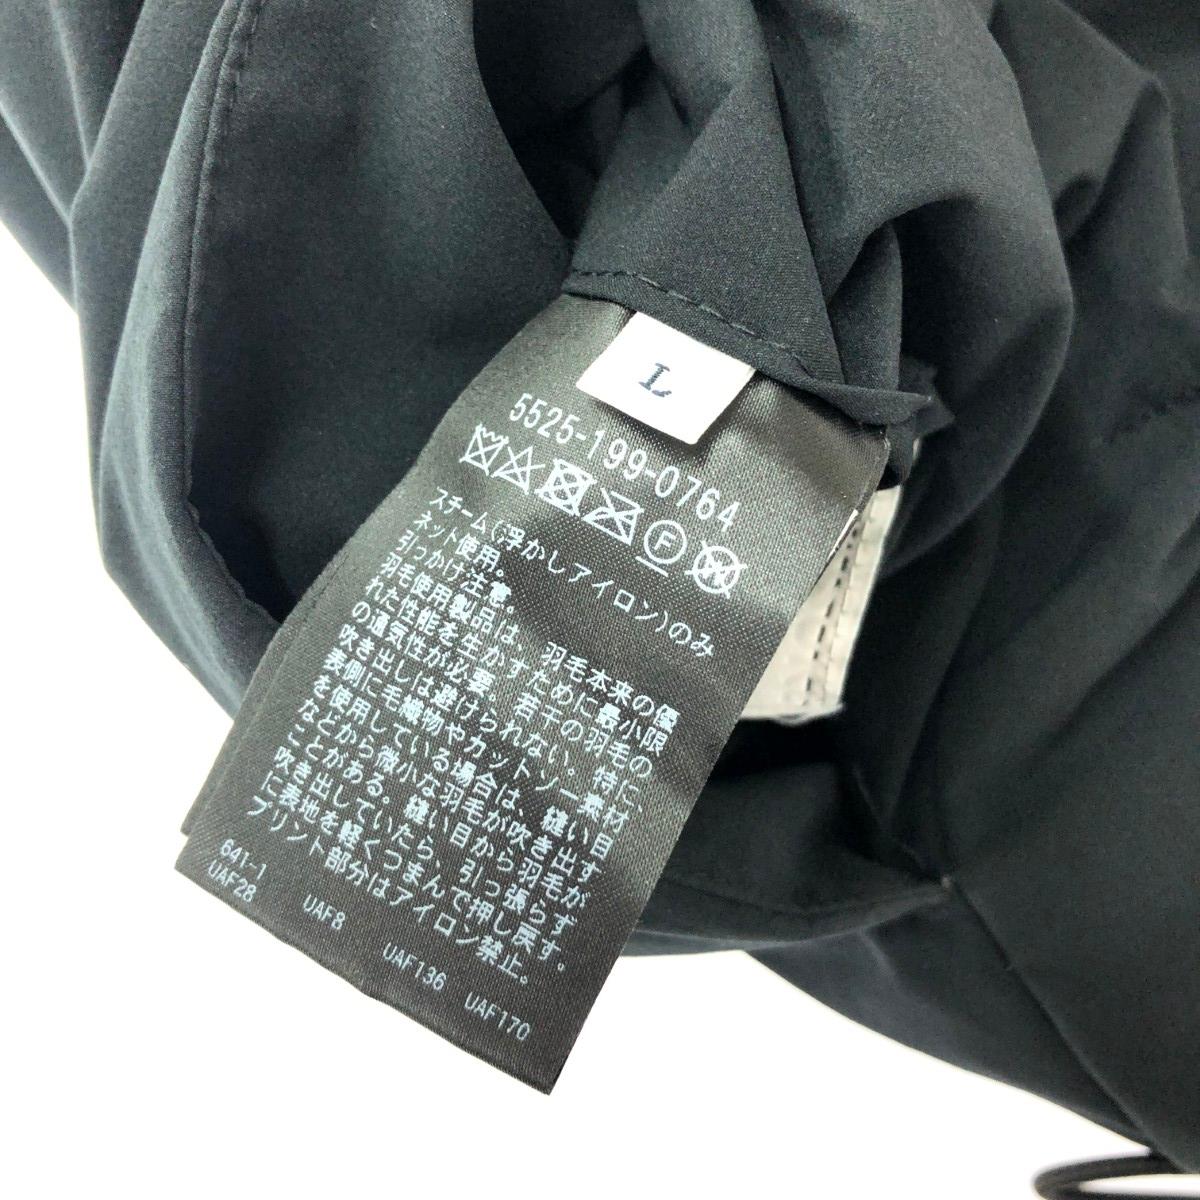 L
5525-199-0764
F
スチーム(浮かしアイロン)のみ
ネット使用。
引っかけ注意。
羽毛使用製品は、羽毛本来の優
れた性能を生かすために最小限
の通気性が必要。若干の羽毛の
吹き出しは避けられない。特に、
表側に毛織物やカットソー素材
を使用している場合は、縫い目
などから微小な羽毛が吹き出す
ことがある。縫い目から羽毛が
吹き出していたら、引っ張らず
に表地を軽くつまんで押し戻す。
プリント部分はアイロン禁止。
641-1
UAF28 UAF8 UAF136 UAF170